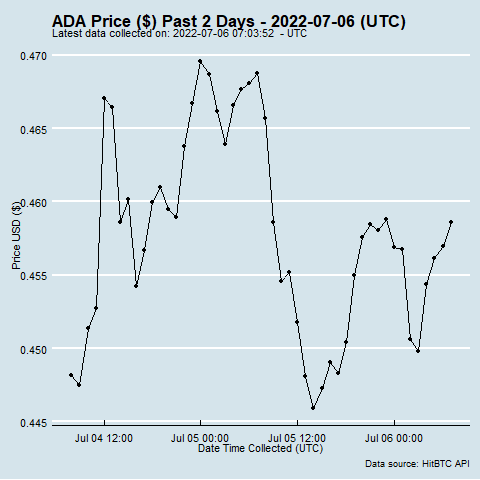 ADA Price ($) Past 2 Days - 2022-07-06 (UTC)
Latest data collected on: 2022-07-06 07:03:52  - UTC
0.470
0.465
0.460
0.455
0.450
0.445
Price USD ($)
Jul 04 12:00
Jul 05 00:00
Jul 05 12:00
Jul 06 00:00
Date Time Collected (UTC)
Data source: HitBTC API